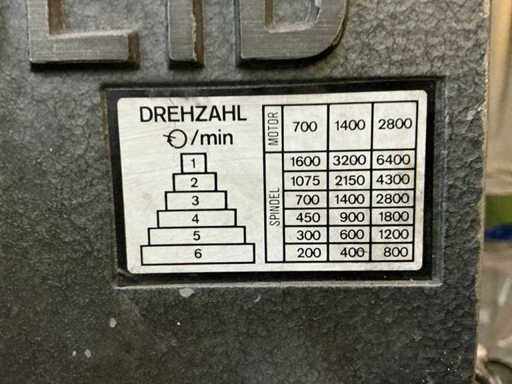 DREHZAHL
/min
MOTOR 700 1400 2800
SPINDEL
1 1600 3200 6400
2 1075 2150 4300
3 700 1400 2800
4 450 900 1800
5 300 600 1200
6 200 400 800